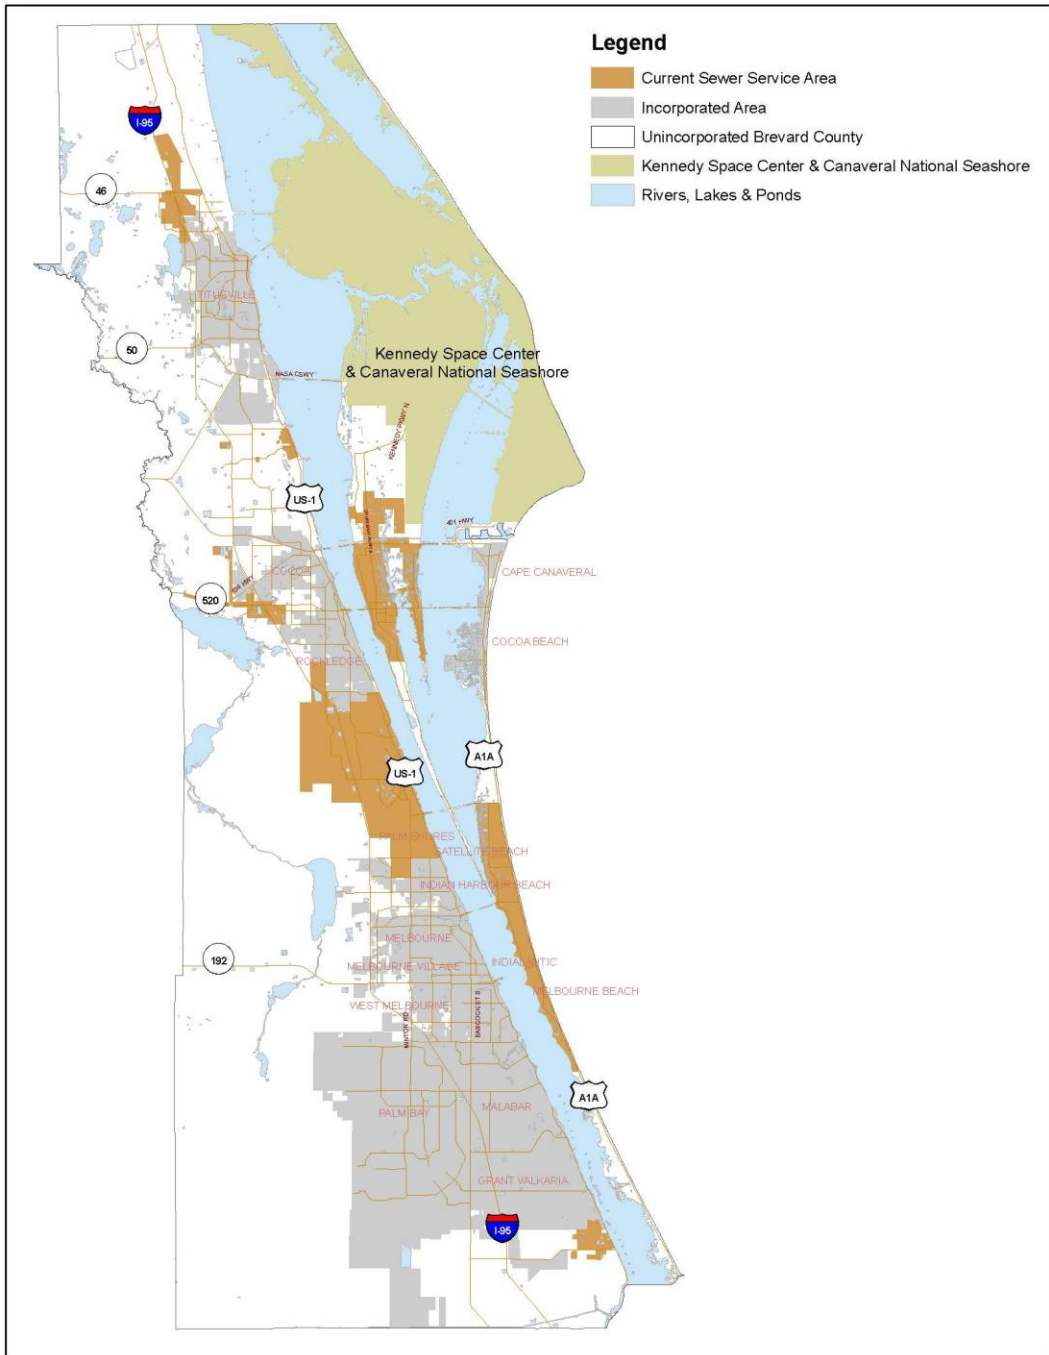 Legend
Current Sewer Service Area
Incorporated Area
Unincorporated Brevard County
Kennedy Space Center & Canaveral National Seashore
Rivers, Lakes & Ponds
I-95
46
TITUSVILLE
50
Kennedy Space Center
& Canaveral National Seashore
NASA CSWY
KENNEDY PKWY N
US-1
401 HWY
COCOA
CAPE CANAVERAL
520
COCOA BEACH
ROCKLEDGE
A1A
US-1
PALM SHORES
SATELLITE BEACH
INDIAN HARBOUR BEACH
MELBOURNE
192
MELBOURNE VILLAGE
INDIALANTIC
MELBOURNE BEACH
WEST MELBOURNE
MINTON RD
BABCOCK ST S
A1A
PALM BAY
MALABAR
GRANT VALKARIA
I-95